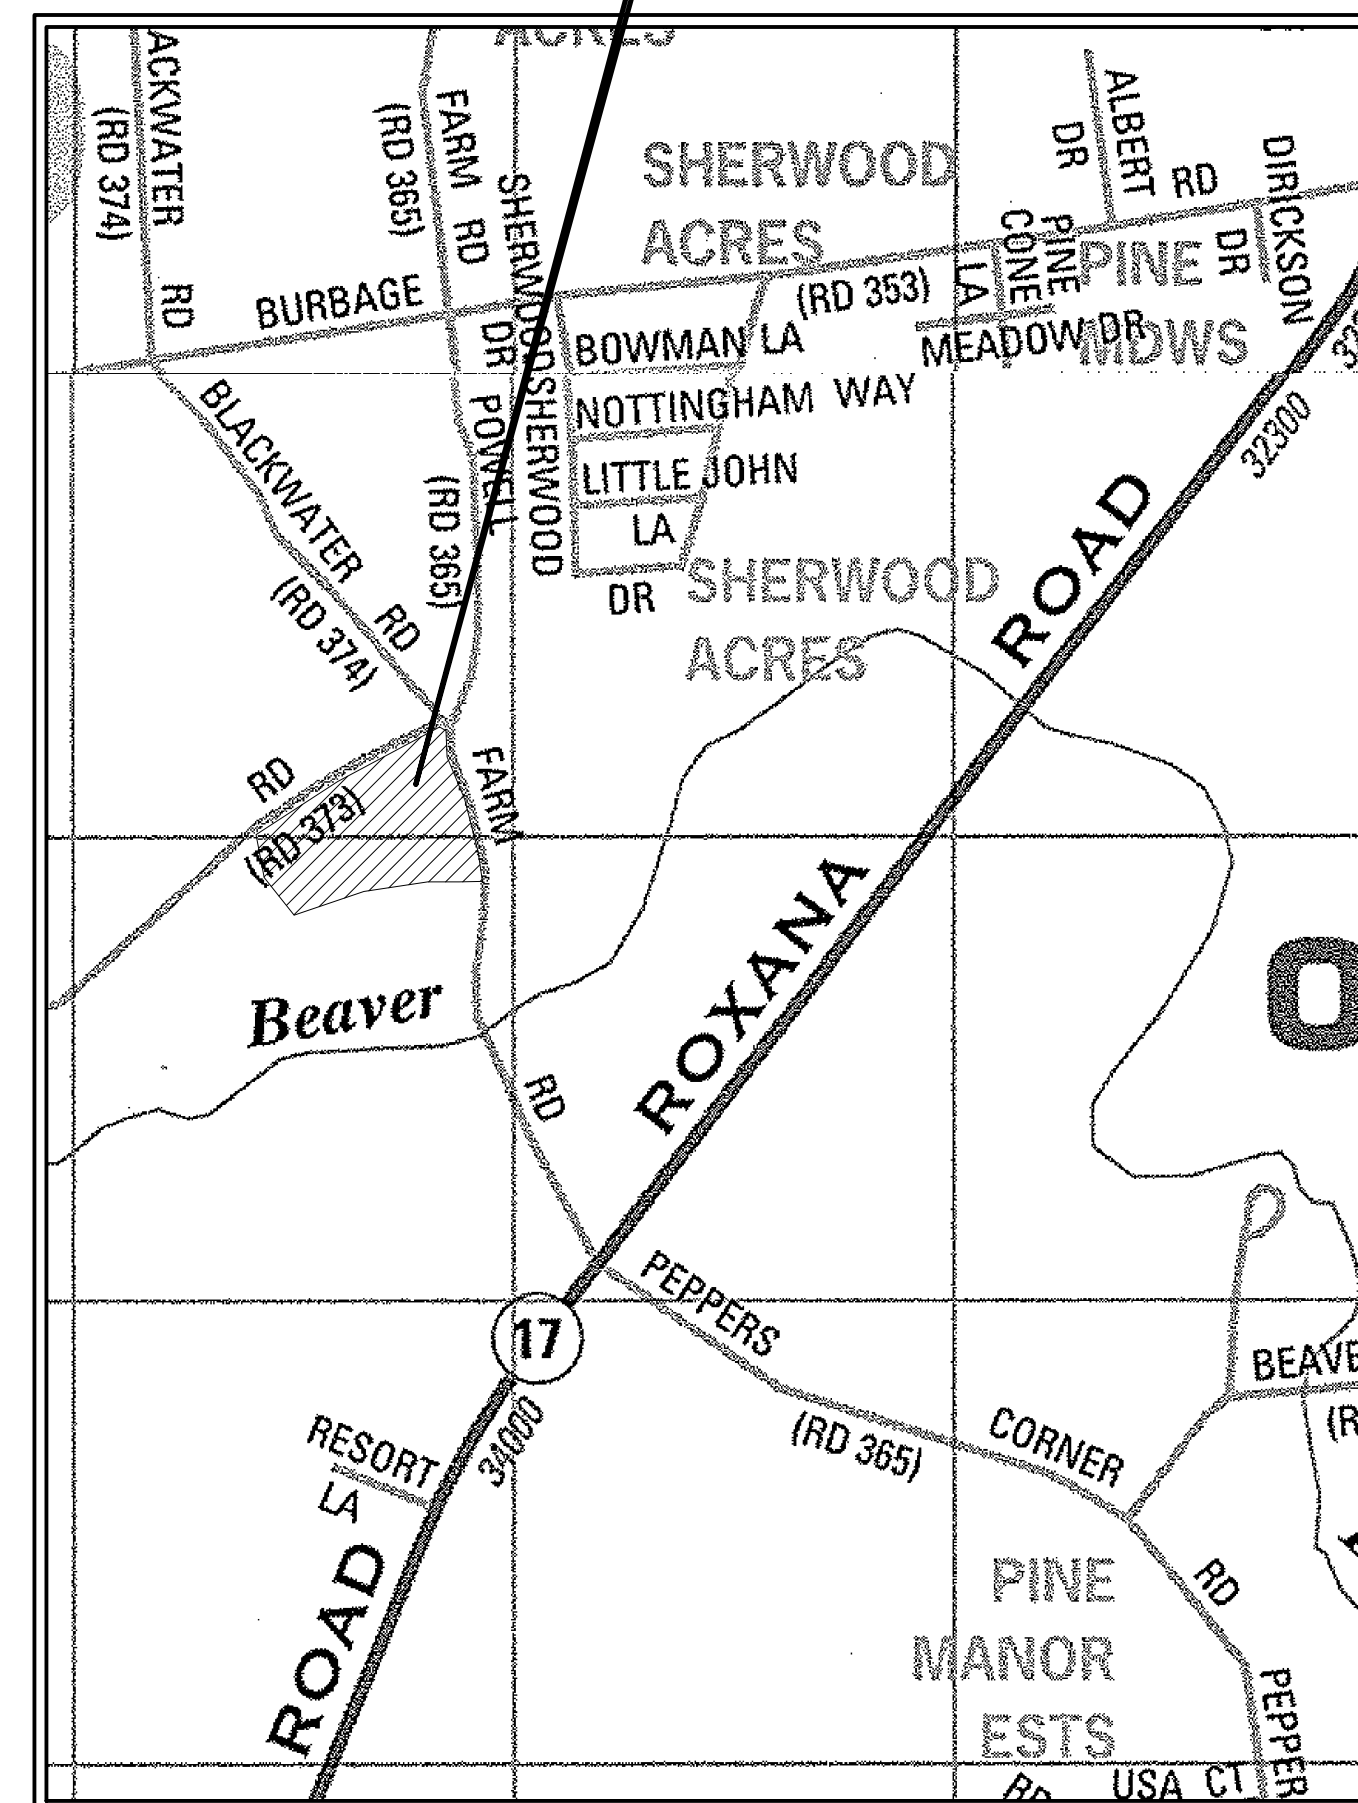 ACRES
ACKWATER
RD
(RD 374)
FARM RD
(RD 365)
SHERWOOD
DR
SHERWOOD
ACRES
ALBERT
DR
RD
DIRICKSON
DR
PINE
CONE
LA
PINE
MDWS
BURBAGE
(RD 353)
MEADOW DR
BOWMAN LA
NOTTINGHAM WAY
LITTLE JOHN
LA
DR
SHERWOOD
POWELL
(RD 365)
32300
BLACKWATER
RD
(RD 374)
SHERWOOD
ACRES
ROAD
RD
(RD 373)
FARM
ROXANA
Beaver
RD
O
17
PEPPERS
(RD 365)
CORNER
RD
BEAVE
(R
34000
RESORT
LA
ROAD
PINE
MANOR
ESTS
PEPPER
USA CT
RD